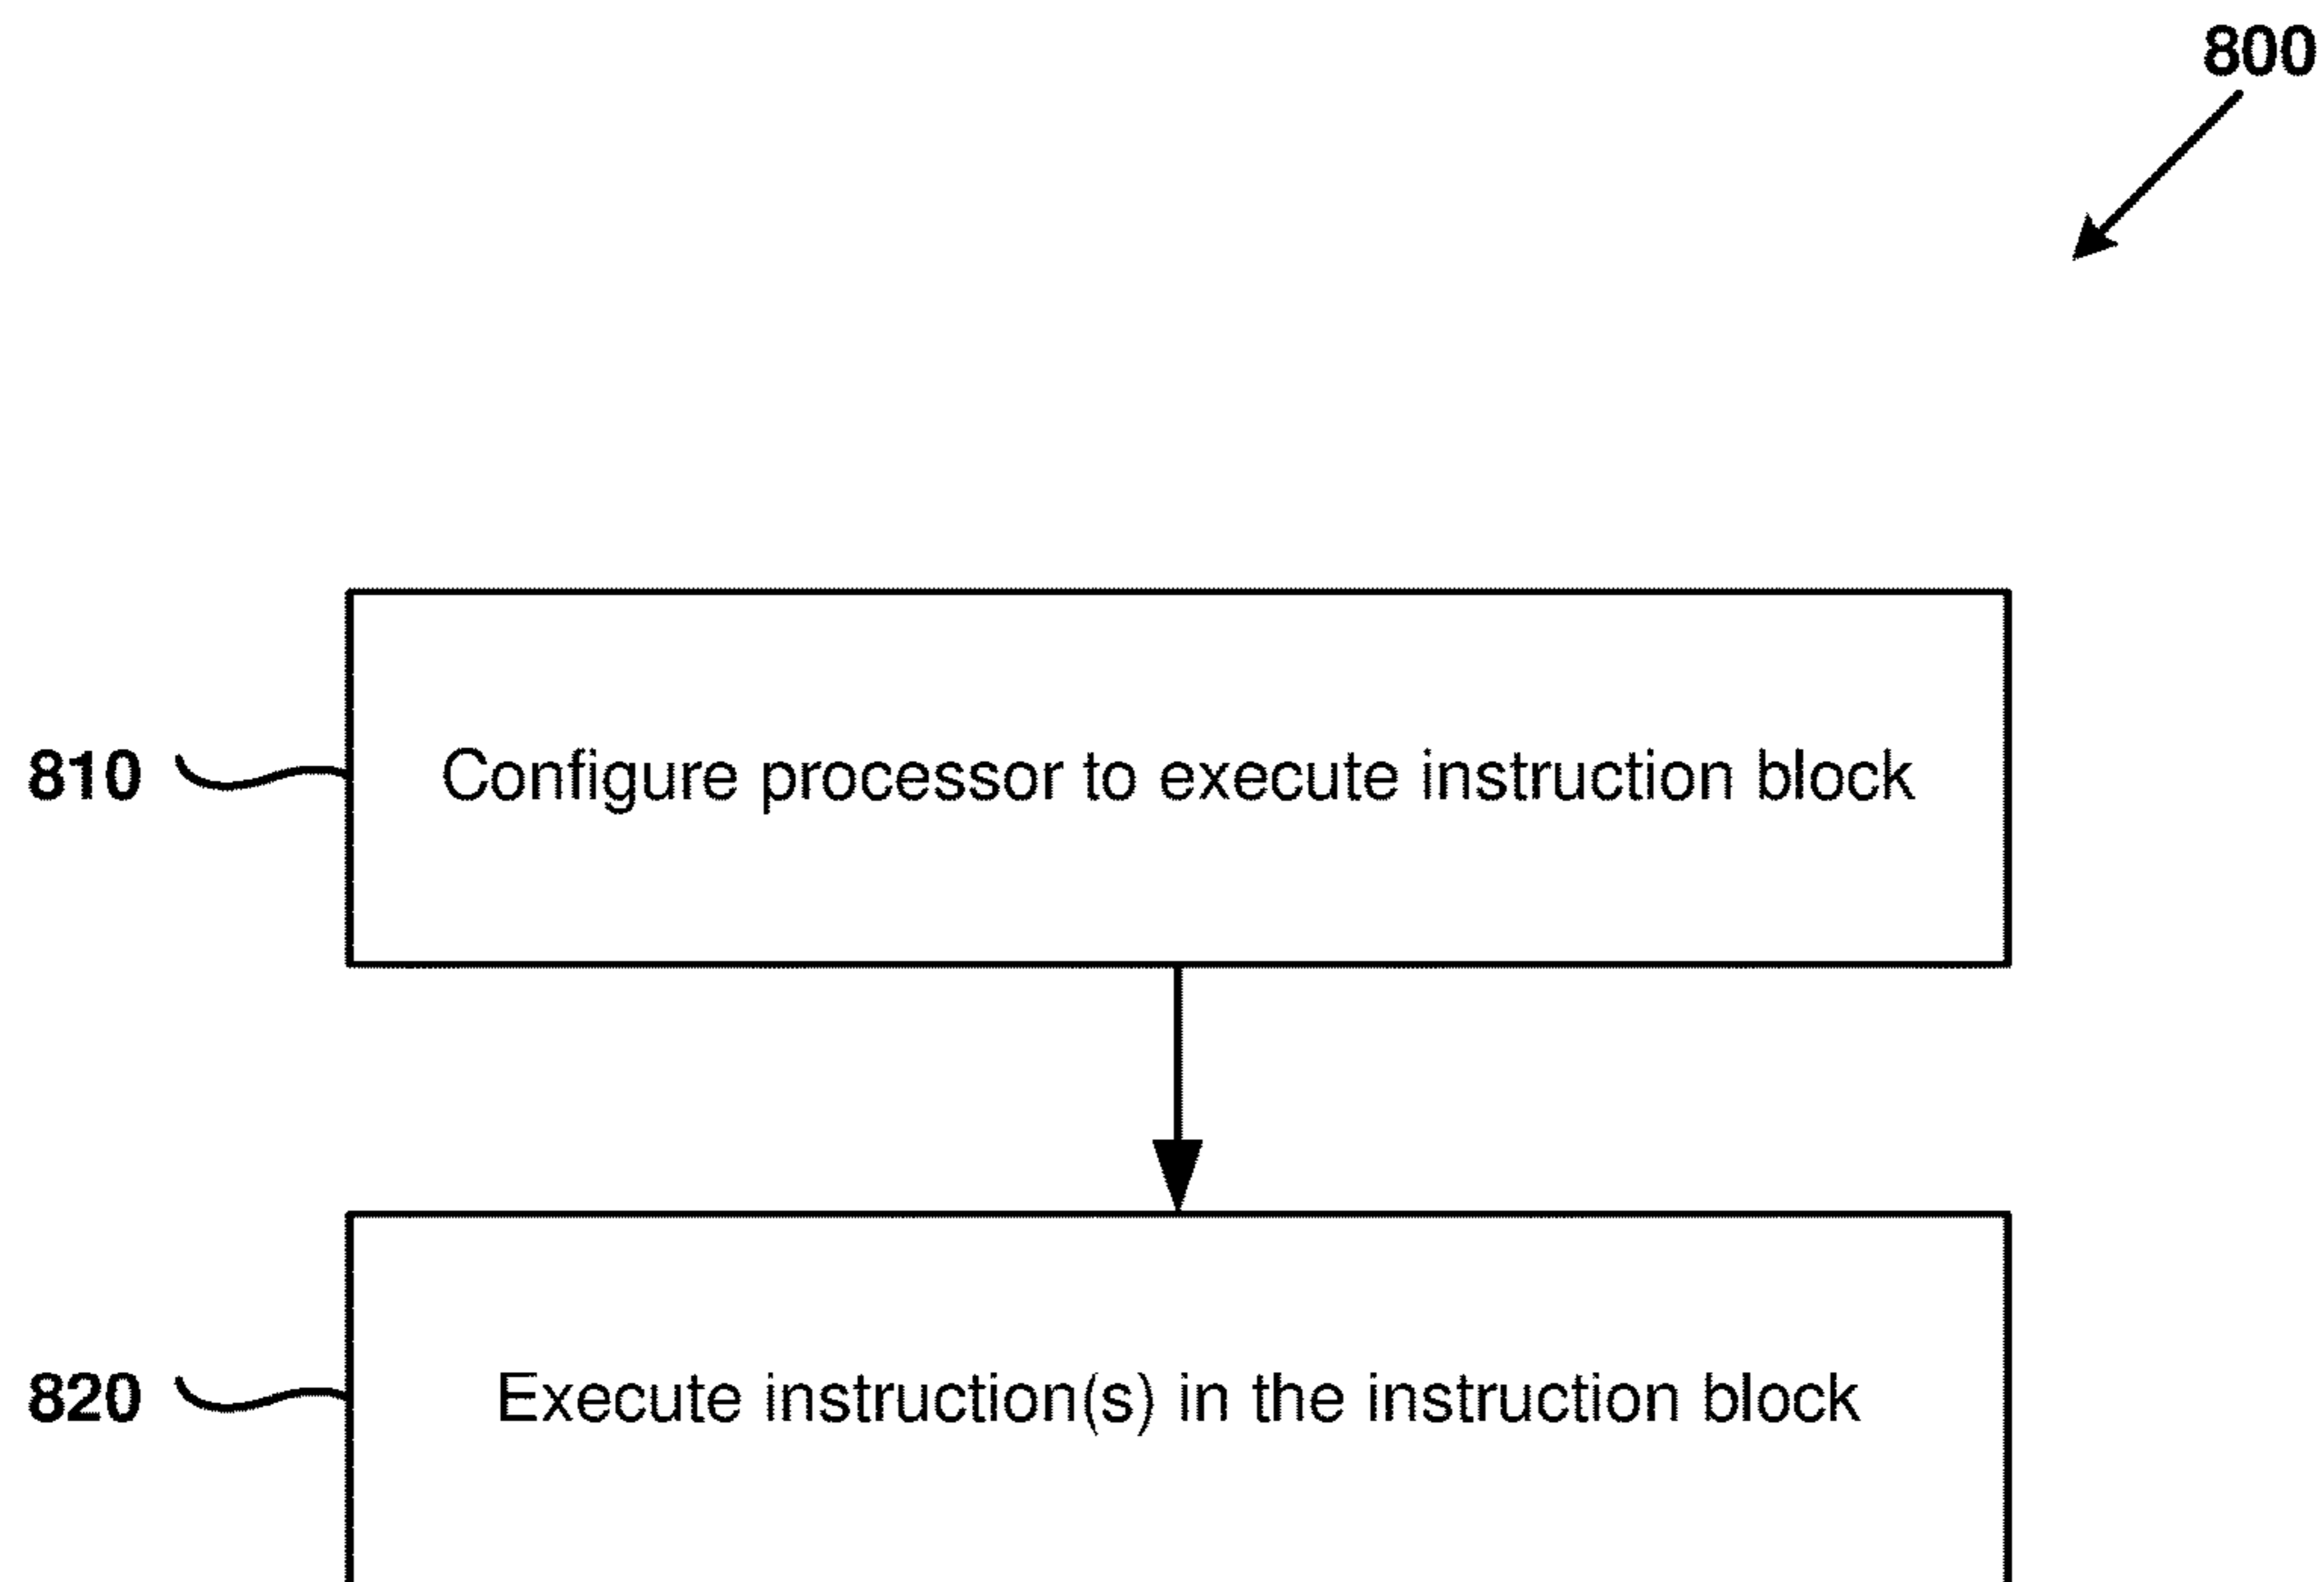 800
810
Configure processor to execute instruction block
820
Execute instruction(s) in the instruction block